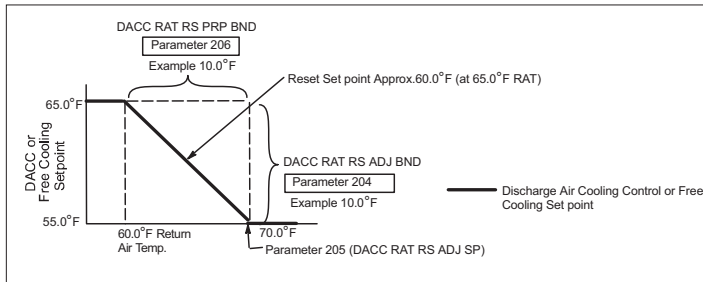 DACC RAT RS PRP BND
Parameter 206
Example 10.0°F
Reset Set point Approx.60.0°F (at 65.0°F RAT)
65.0°F
DACC or
Free Cooling
Setpoint
DACC RAT RS ADJ BND
Parameter 204
Example 10.0°F
Discharge Air Cooling Control or Free
Cooling Set point
55.0°F
60.0°F Return
Air Temp.
70.0°F
Parameter 205 (DACC RAT RS ADJ SP)